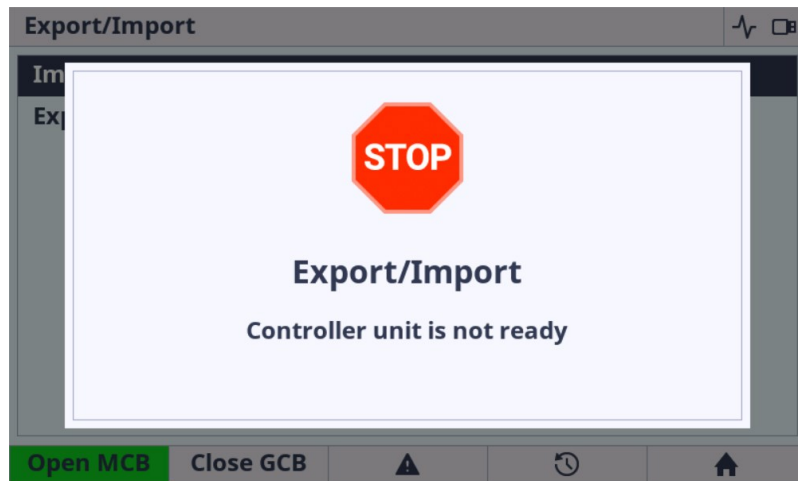 Export/Import
Im
Exp
STOP
Export/Import
Controller unit is not ready
Open MCB
Close GCB